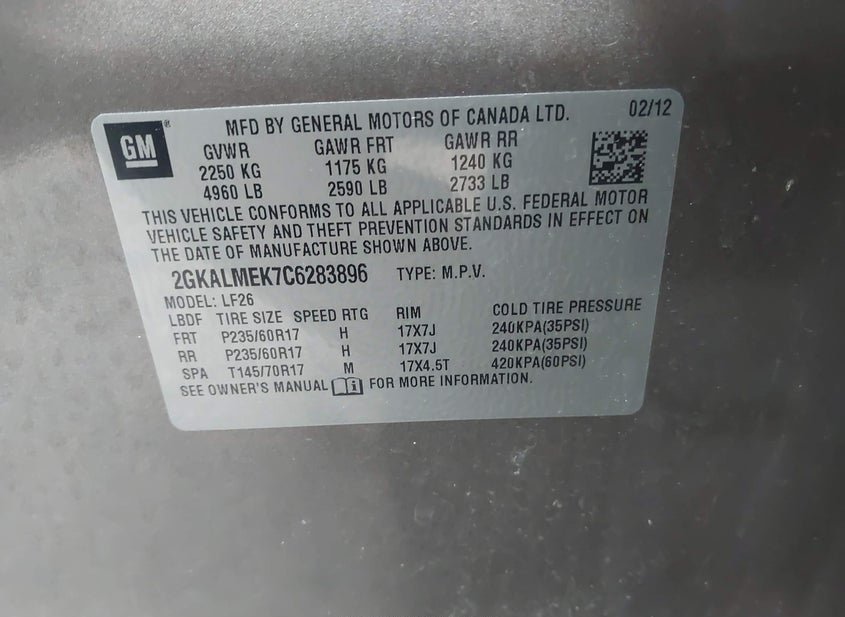 GM®
MFD BY GENERAL MOTORS OF CANADA LTD. 02/12
GVWR GAWR FRT GAWR RR
2250 KG 1175 KG 1240 KG
4960 LB 2590 LB 2733 LB
THIS VEHICLE CONFORMS TO ALL APPLICABLE U.S. FEDERAL MOTOR
VEHICLE SAFETY AND THEFT PREVENTION STANDARDS IN EFFECT ON
THE DATE OF MANUFACTURE SHOWN ABOVE.
2GKALMEK7C6283896 TYPE: M.P.V.
MODEL: LF26
LBDF TIRE SIZE SPEED RTG RIM COLD TIRE PRESSURE
FRT P235/60R17 H 17X7J 240KPA(35PSI)
RR P235/60R17 H 17X7J 240KPA(35PSI)
SPA T145/70R17 M 17X4.5T 420KPA(60PSI)
SEE OWNER'S MANUAL i FOR MORE INFORMATION.